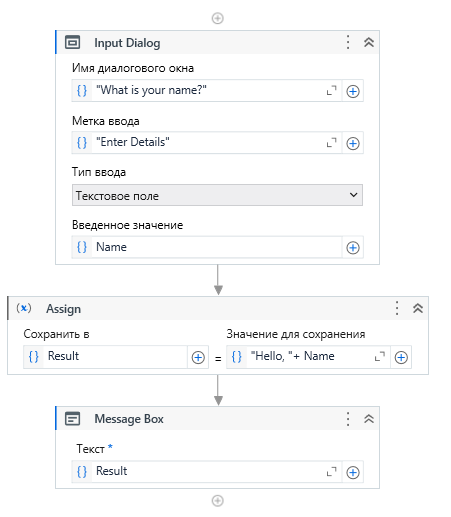 Input Dialog
Имя диалогового окна
"What is your name?"
Метка ввода
"Enter Details"
Тип ввода
Текстовое поле
Введенное значение
Name
(x) Assign
Сохранить в
Result
=
Значение для сохранения
"Hello, "+ Name
Message Box
Текст *
Result